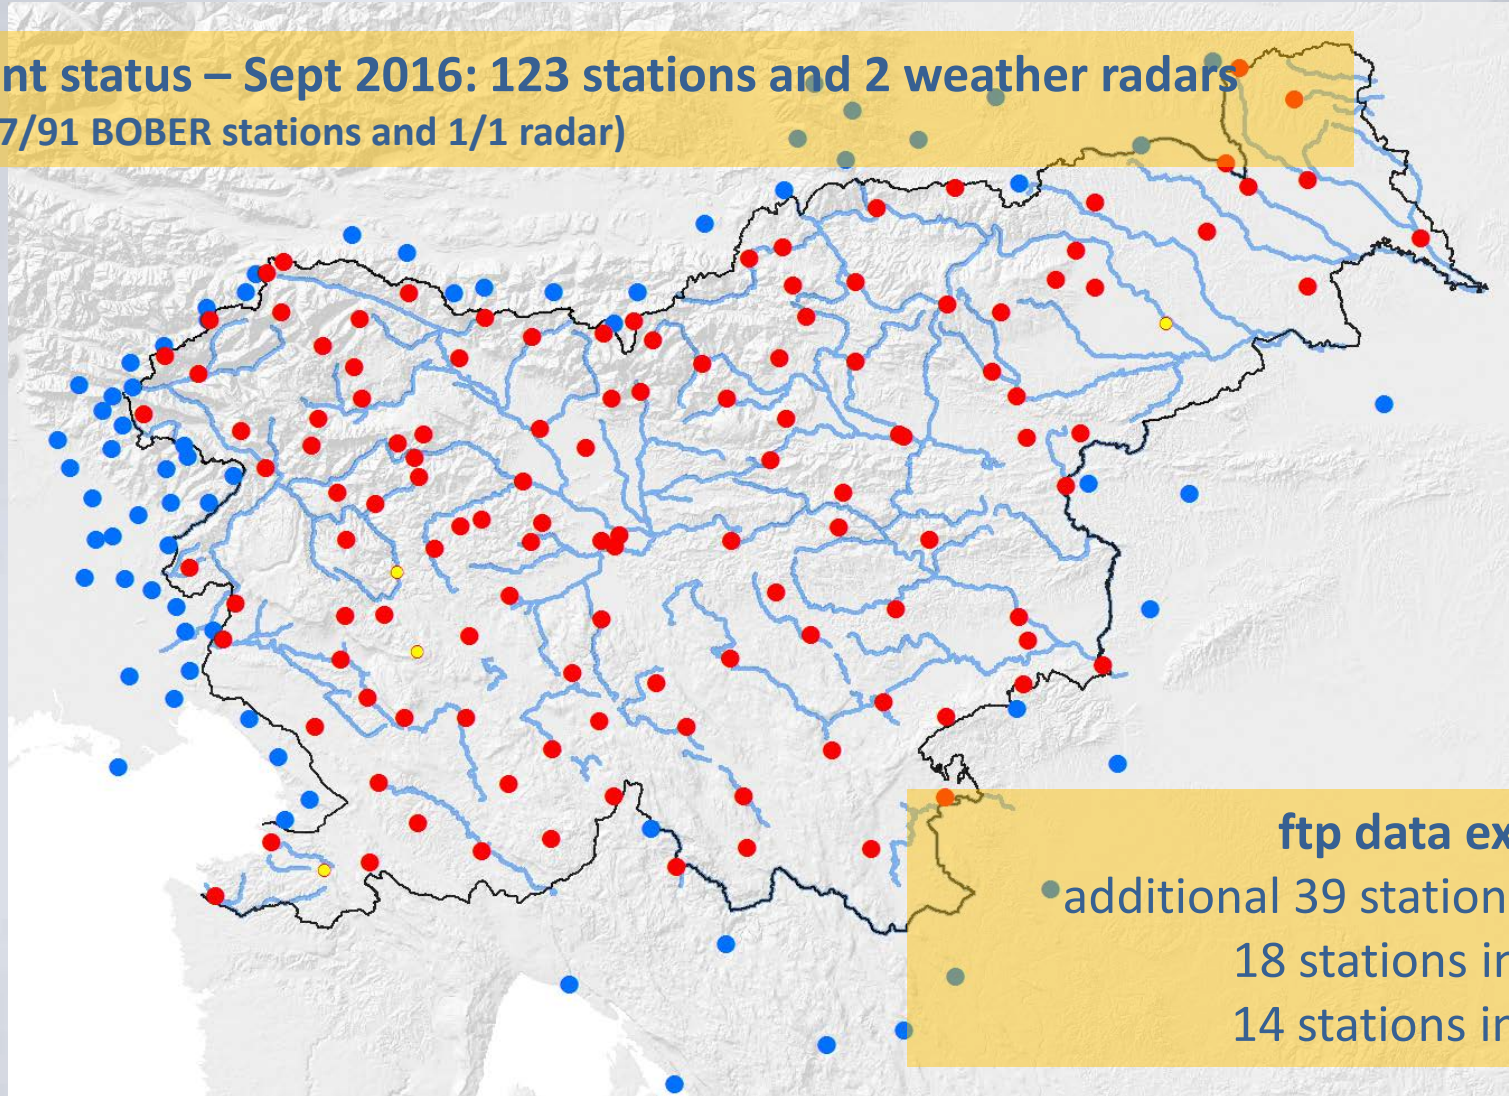 nt status – Sept 2016: 123 stations and 2 weather radars
7/91 BOBER stations and 1/1 radar)
ftp data ex
additional 39 station
18 stations in
14 stations in